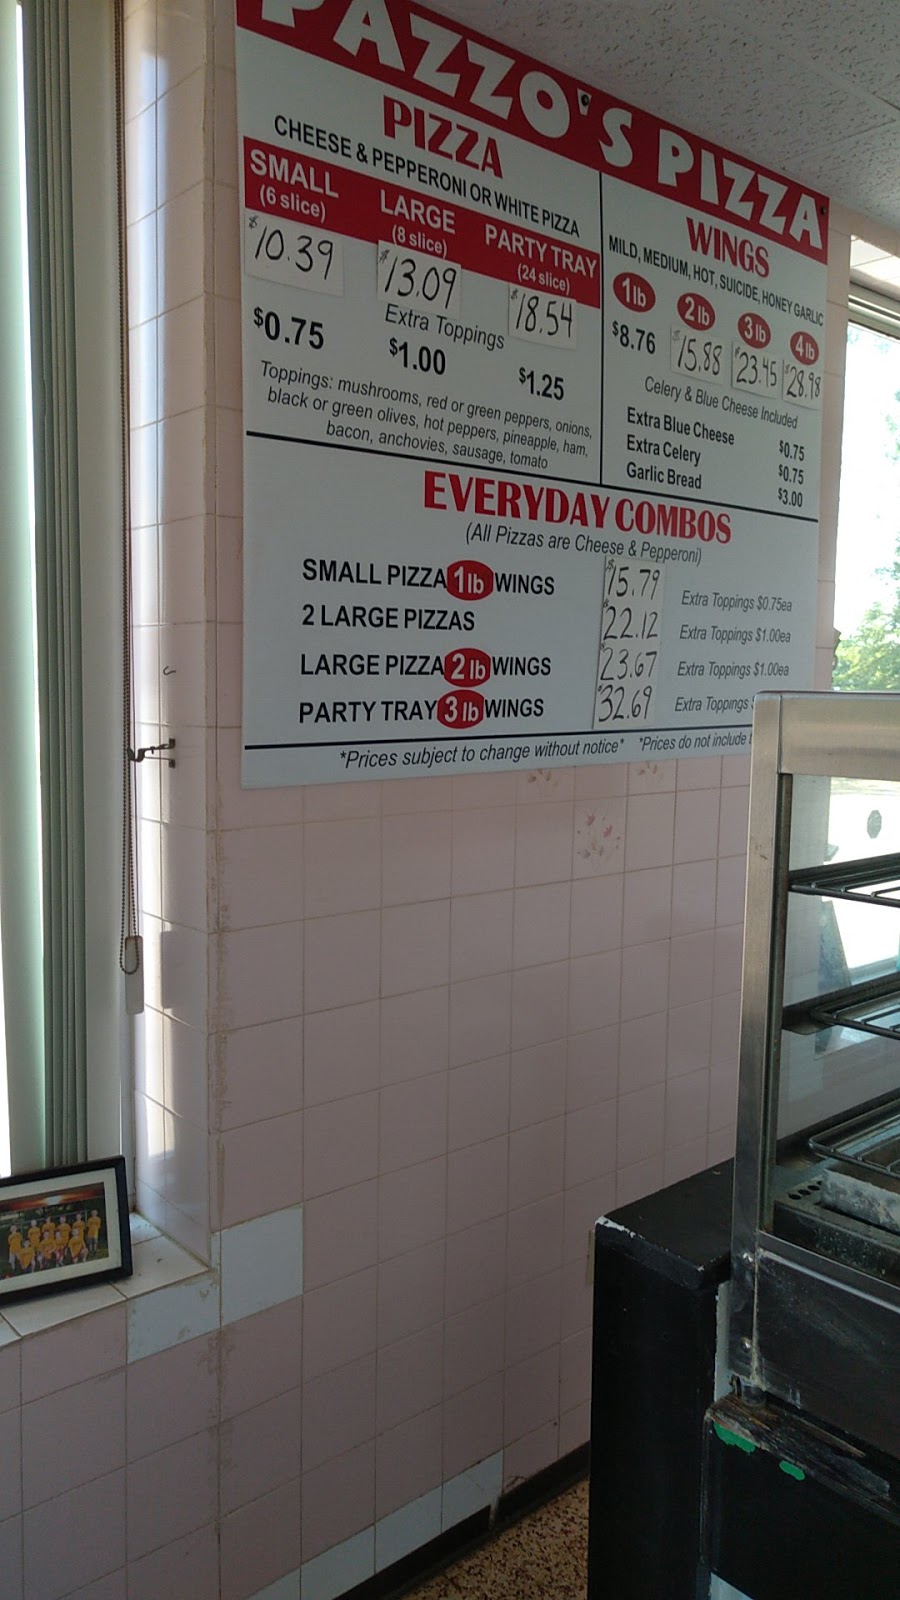 PAZZO'S PIZZA
PIZZA
CHEESE & PEPPERONI OR WHITE PIZZA
SMALL LARGE PARTY TRAY
(6 slice) (8 slice) (24 slice)
$10.39 $13.09 $18.54
Extra Toppings
$0.75 $1.00 $1.25
Toppings: mushrooms, red or green peppers, onions,
black or green olives, hot peppers, pineapple, ham,
bacon, anchovies, sausage, tomato
WINGS
MILD, MEDIUM, HOT, SUICIDE, HONEY GARLIC
1lb 2lb 3lb 4lb
$8.76 $15.88 $23.45 $28.98
Celery & Blue Cheese Included
Extra Blue Cheese $0.75
Extra Celery $0.75
Garlic Bread $3.00
EVERYDAY COMBOS
(All Pizzas are Cheese & Pepperoni)
SMALL PIZZA 1lb WINGS $15.79 Extra Toppings $0.75ea
2 LARGE PIZZAS $22.12 Extra Toppings $1.00ea
LARGE PIZZA 2lb WINGS $23.67 Extra Toppings $1.00ea
PARTY TRAY 3lb WINGS $32.69 Extra Toppings
*Prices subject to change without notice* *Prices do not include